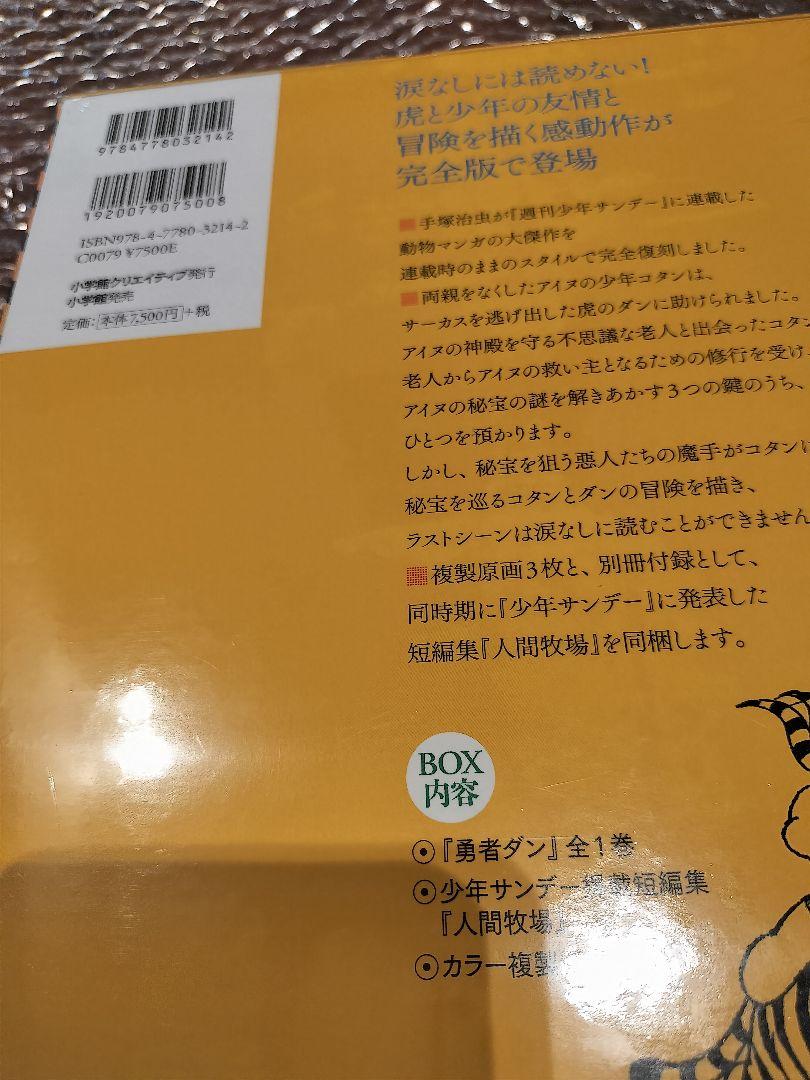 9784778032142
1920079075008
ISBN978-4-7780-3214-2
C0079 ¥7500E
小学館クリエイティブ発行
小学館発売
定価:本体7,500円+税
涙なしには読めない!
虎と少年の友情と
冒険を描く感動作が
完全版で登場
■手塚治虫が『週刊少年サンデー』に連載した
動物マンガの大傑作を
連載時のままのスタイルで完全復刻しました。
■両親をなくしたアイヌの少年コタンは、
サーカスを逃げ出した虎のダンに助けられました。
アイヌの神殿を守る不思議な老人と出会ったコタン
老人からアイヌの救い主となるための修行を受け、
アイヌの秘宝の謎を解きあかす3つの鍵のうち、
ひとつを預かります。
しかし、秘宝を狙う悪人たちの魔手がコタンに
秘宝を巡るコタンとダンの冒険を描き、
ラストシーンは涙なしに読むことができません
■複製原画3枚と、別冊付録として、
同時期に『少年サンデー』に発表した
短編集『人間牧場』を同梱します。
BOX
内容
◉『勇者ダン』全1巻
◉少年サンデー掲載短編集
『人間牧場』
◉カラー複製